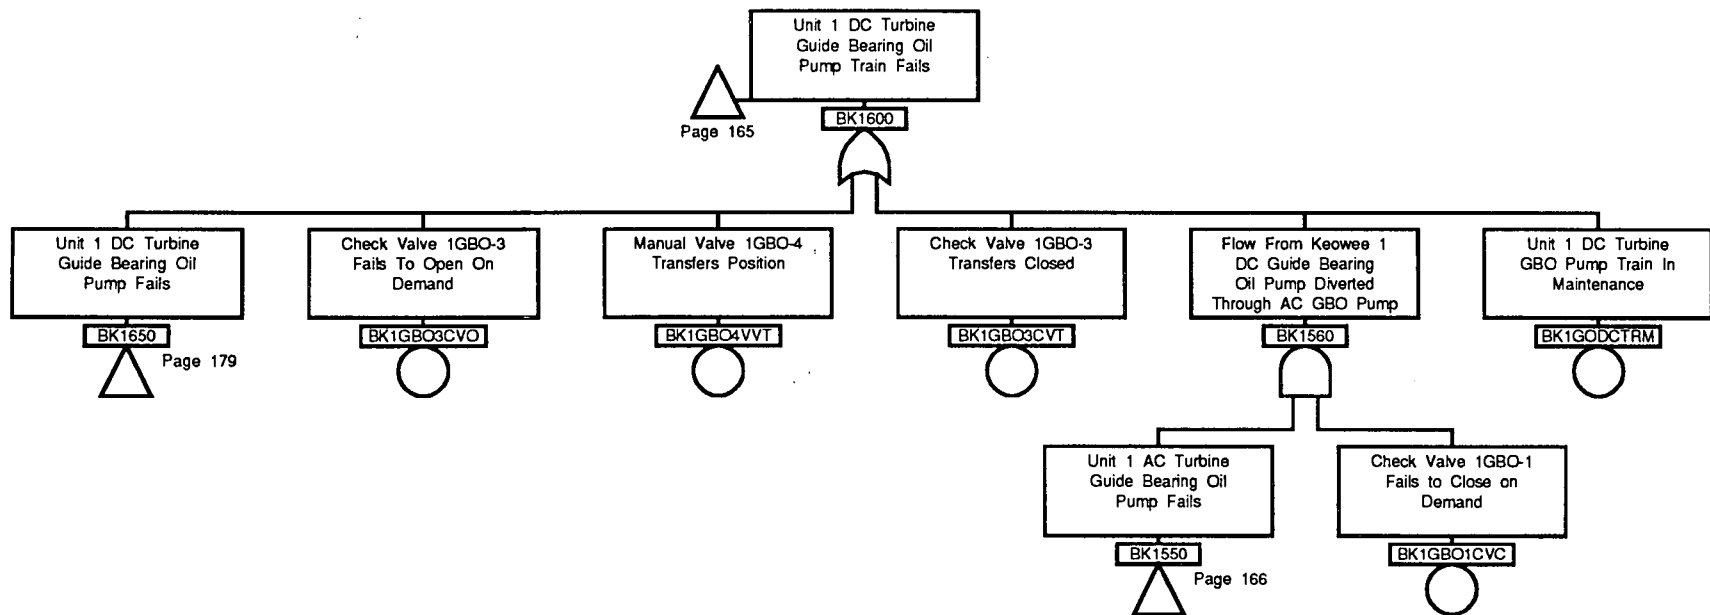 Unit 1 DC Turbine
Guide Bearing Oil
Pump Train Fails
Page 165
BK1600
Unit 1 DC Turbine
Guide Bearing Oil
Pump Fails
BK1650
Page 179
Check Valve 1GBO-3
Fails To Open On
Demand
BK1GBO3CVO
Manual Valve 1GBO-4
Transfers Position
BK1GBO4VVT
Check Valve 1GBO-3
Transfers Closed
BK1GBO3CVT
Flow From Keowee 1
DC Guide Bearing
Oil Pump Diverted
Through AC GBO Pump
BK1560
Unit 1 DC Turbine
GBO Pump Train In
Maintenance
BK1GODCTRM
Unit 1 AC Turbine
Guide Bearing Oil
Pump Fails
BK1550
Page 166
Check Valve 1GBO-1
Fails to Close on
Demand
BK1GBO1CVC